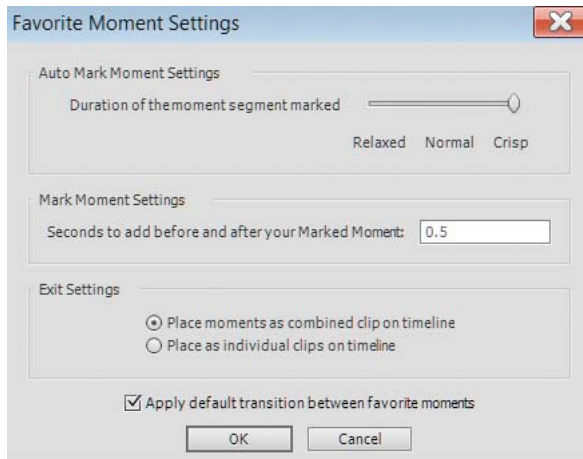 Favorite Moment Settings
Auto Mark Moment Settings
Duration of the moment segment marked
Relaxed Normal Crisp
Mark Moment Settings
Seconds to add before and after your Marked Moment: 0.5
Exit Settings
Place moments as combined clip on timeline
Place as individual clips on timeline
Apply default transition between favorite moments
OK Cancel